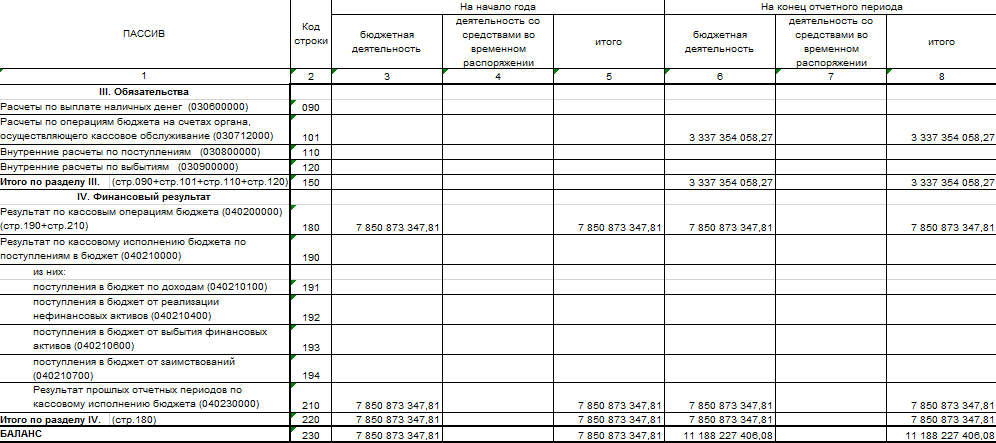 ПАССИВ Код строки На начало года На конец отчетного периода
бюджетная деятельность деятельность со средствами во временном распоряжении итого бюджетная деятельность деятельность со средствами во временном распоряжении итого
1 2 3 4 5 6 7 8
III. Обязательства
Расчеты по выплате наличных денег (030600000) 090
Расчеты по операциям бюджета на счетах органа,
осуществляющего кассовое обслуживание (030712000) 101 3 337 354 058,27 3 337 354 058,27
Внутренние расчеты по поступлениям (030800000) 110
Внутренние расчеты по выбытиям (030900000) 120
Итого по разделу III. (стр.090+стр.101+стр.110+стр.120) 150 3 337 354 058,27 3 337 354 058,27
IV. Финансовый результат
Результат по кассовым операциям бюджета (040200000)
(стр.190+стр.210) 180 7 850 873 347,81 7 850 873 347,81 7 850 873 347,81 7 850 873 347,81
Результат по кассовому исполнению бюджета по
поступлениям в бюджет (040210000) 190
из них:
поступления в бюджет по доходам (040210100) 191
поступления в бюджет от реализации
нефинансовых активов (040210400) 192
поступления в бюджет от выбытия финансовых
активов (040210600) 193
поступления в бюджет от заимствований
(040210700) 194
Результат прошлых отчетных периодов по
кассовому исполнению бюджета (040230000) 210 7 850 873 347,81 7 850 873 347,81 7 850 873 347,81 7 850 873 347,81
Итого по разделу IV. (стр.180) 220 7 850 873 347,81 7 850 873 347,81 7 850 873 347,81 7 850 873 347,81
БАЛАНС 230 7 850 873 347,81 7 850 873 347,81 11 188 227 406,08 11 188 227 406,08